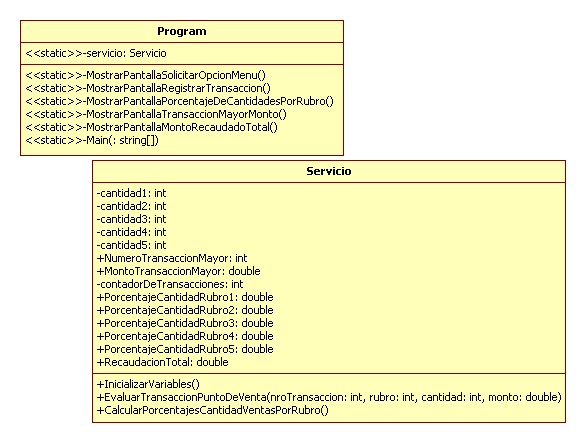 Program
<<static>>-servicio: Servicio
<<static>>-MostrarPantallaSolicitarOpcionMenu()
<<static>>-MostrarPantallaRegistrarTransaccion()
<<static>>-MostrarPantallaPorcentajeDeCantidadesPorRubro()
<<static>>-MostrarPantallaTransaccionMayorMonto()
<<static>>-MostrarPantallaMontoRecaudadoTotal()
<<static>>-Main(: string[])
Servicio
-cantidad1: int
-cantidad2: int
-cantidad3: int
-cantidad4: int
-cantidad5: int
+NumeroTransaccionMayor: int
+MontoTransaccionMayor: double
-contadorDeTransacciones: int
+PorcentajeCantidadRubro1: double
+PorcentajeCantidadRubro2: double
+PorcentajeCantidadRubro3: double
+PorcentajeCantidadRubro4: double
+PorcentajeCantidadRubro5: double
+RecaudacionTotal: double
+InicializarVariables()
+EvaluarTransaccionPuntoDeVenta(nroTransaccion: int, rubro: int, cantidad: int, monto: double)
+CalcularPorcentajesCantidadVentasPorRubro()